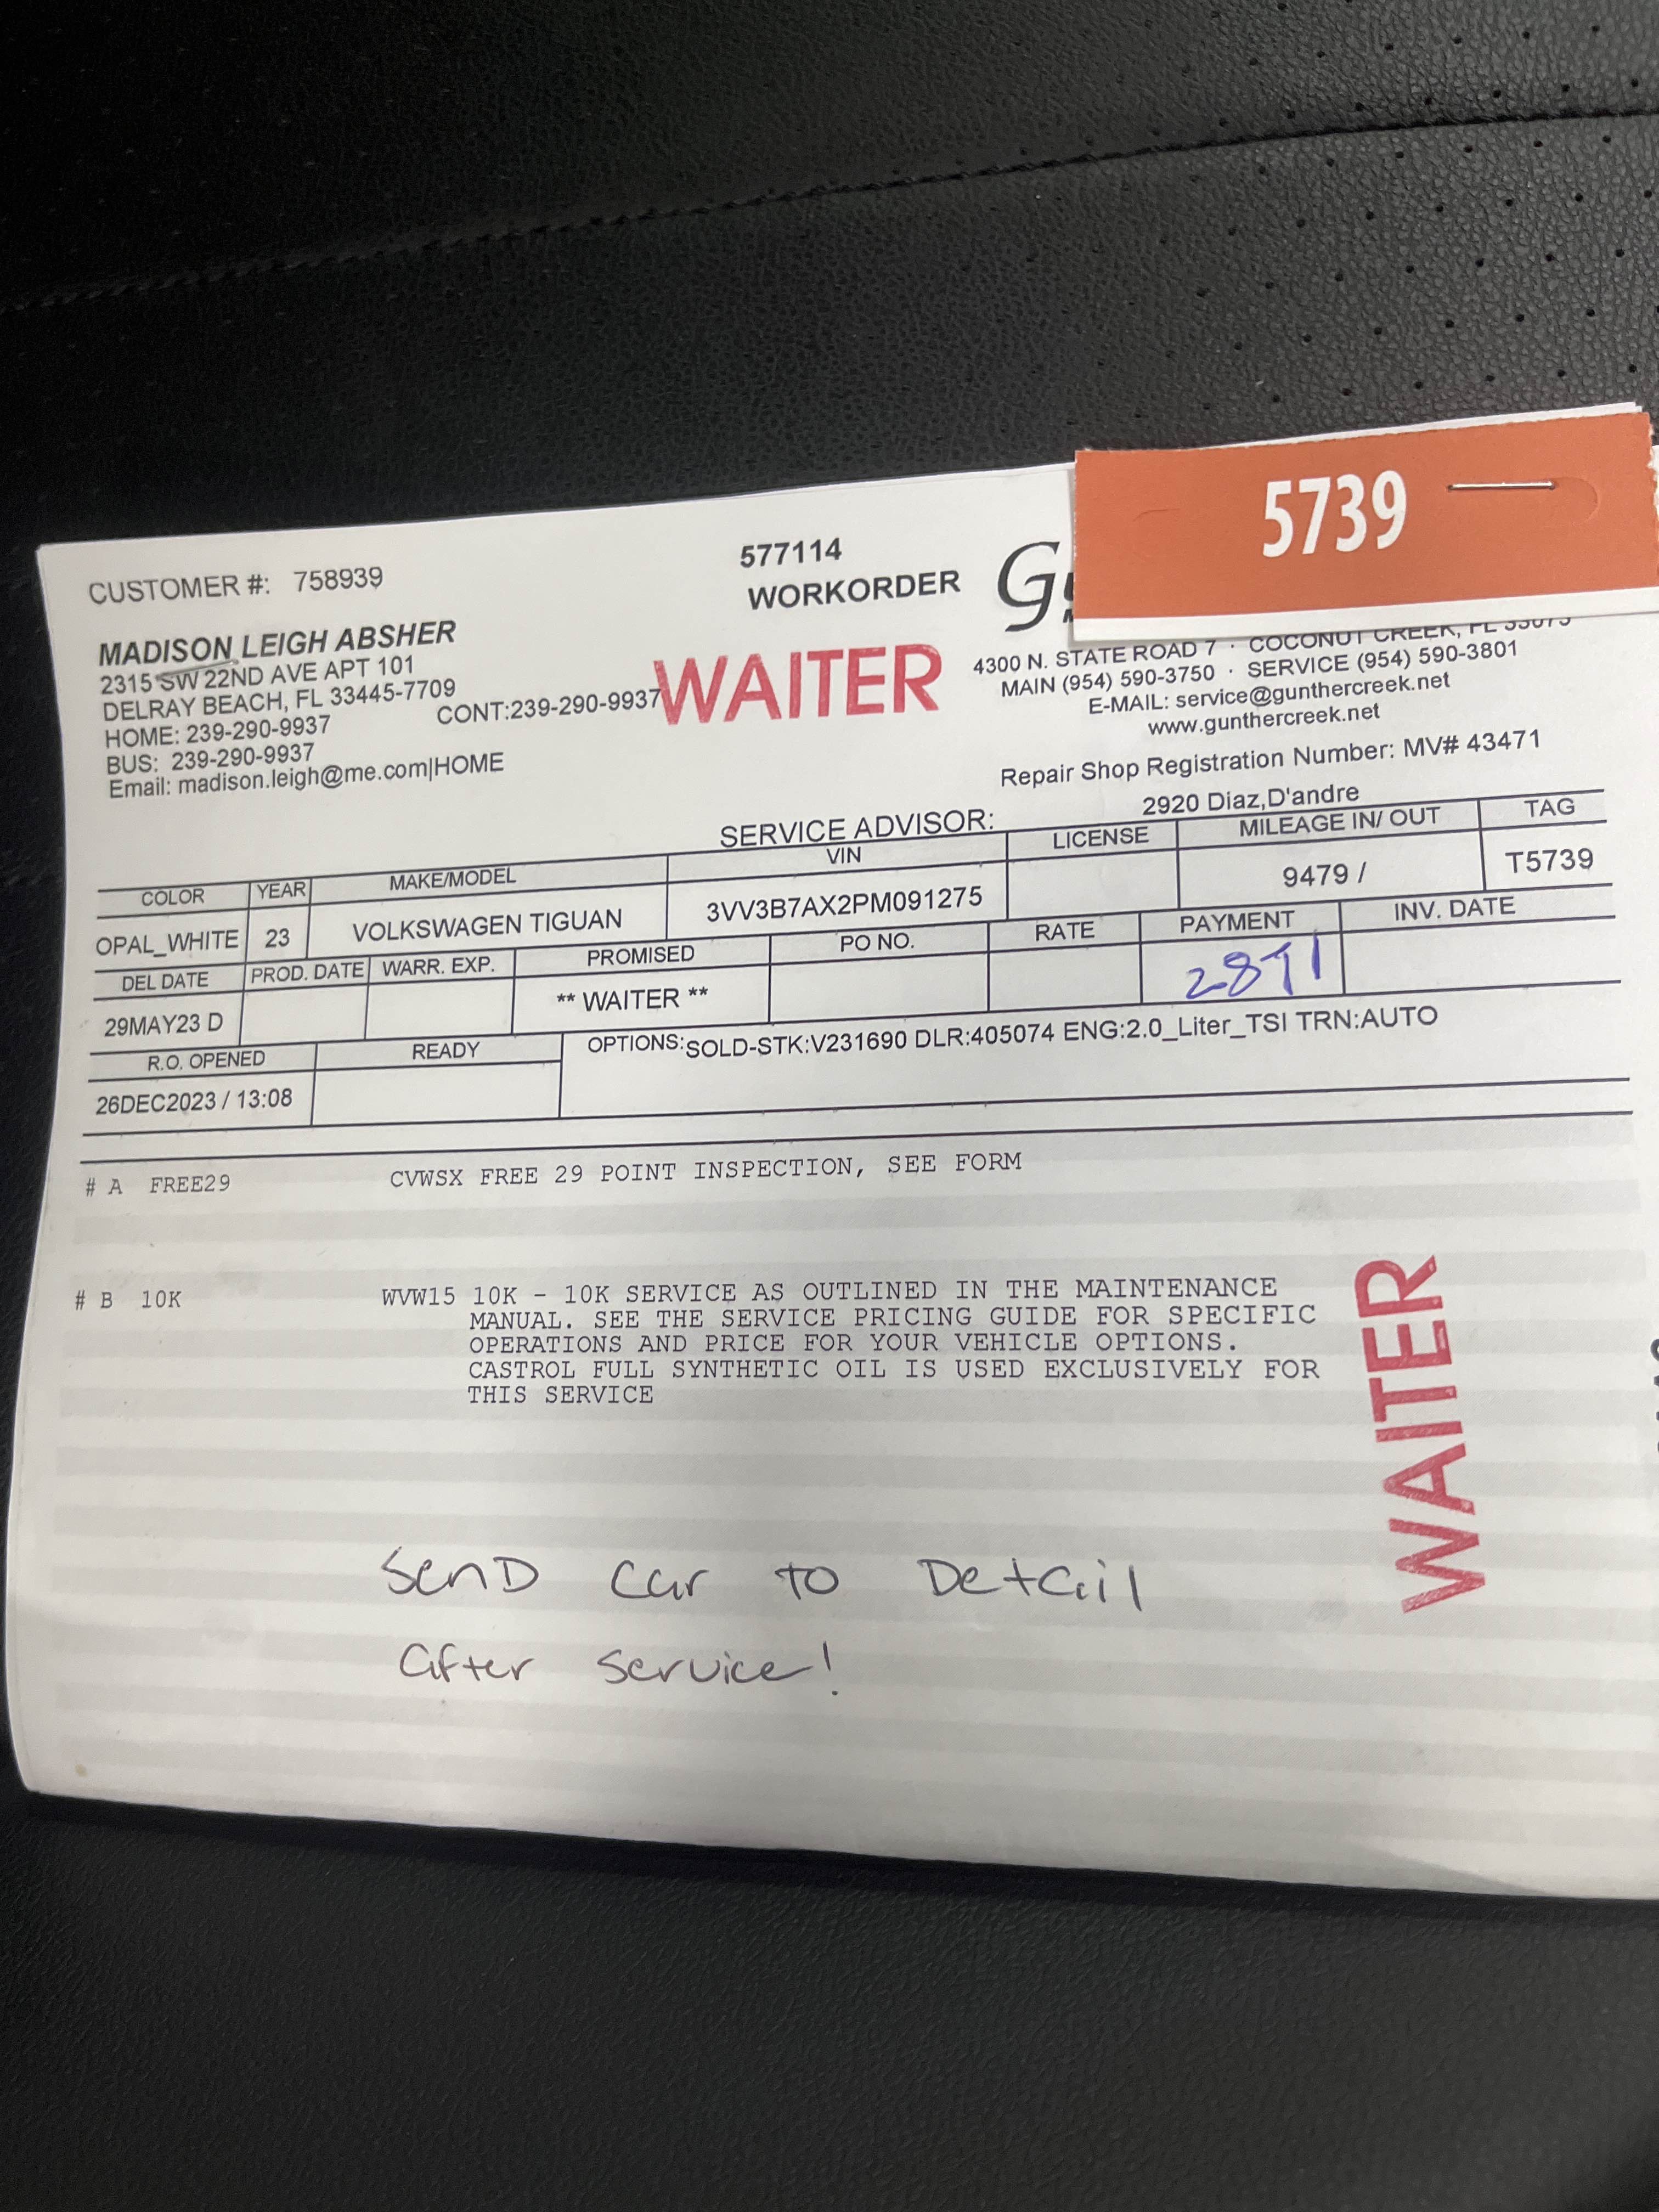 5739
577114
CUSTOMER #: 758939
WORKORDER
MADISON LEIGH ABSHER
2315 SW 22ND AVE APT 101
DELRAY BEACH, FL 33445-7709
HOME: 239-290-9937
CONT:239-290-9937
BUS: 239-290-9937
Email: madison.leigh@me.com|HOME
WAITER
4300 N. STATE ROAD 7 · COCONUT CREEK, FL 33073
MAIN (954) 590-3750 · SERVICE (954) 590-3801
E-MAIL: service@gunthercreek.net
www.gunthercreek.net
Repair Shop Registration Number: MV# 43471
SERVICE ADVISOR: 2920 Diaz,D'andre
COLOR YEAR MAKE/MODEL VIN LICENSE MILEAGE IN/ OUT TAG
OPAL_WHITE 23 VOLKSWAGEN TIGUAN 3VV3B7AX2PM091275 9479 / T5739
DEL DATE PROD. DATE WARR. EXP. PROMISED PO NO. RATE PAYMENT INV. DATE
29MAY23 D ** WAITER **
R.O. OPENED READY OPTIONS:SOLD-STK:V231690 DLR:405074 ENG:2.0_Liter_TSI TRN:AUTO
26DEC2023 / 13:08
# A FREE29 CVWSX FREE 29 POINT INSPECTION, SEE FORM
# B 10K WVW15 10K - 10K SERVICE AS OUTLINED IN THE MAINTENANCE
MANUAL. SEE THE SERVICE PRICING GUIDE FOR SPECIFIC
OPERATIONS AND PRICE FOR YOUR VEHICLE OPTIONS.
CASTROL FULL SYNTHETIC OIL IS USED EXCLUSIVELY FOR
THIS SERVICE
WAITER
SenD Car to Detail
after service!